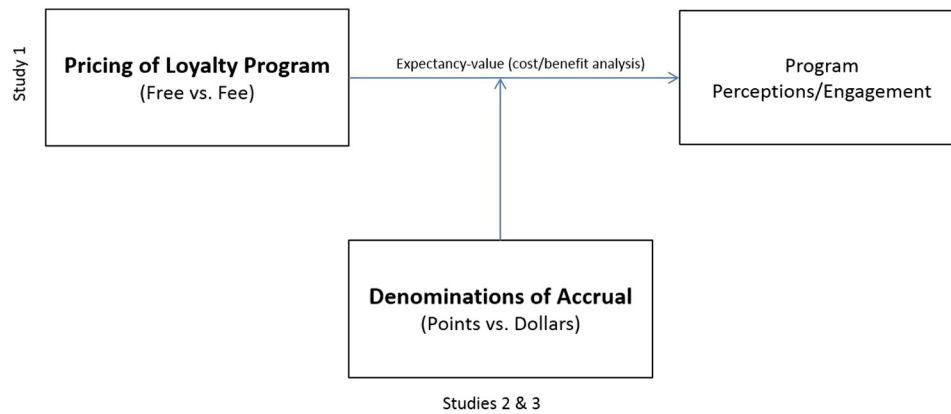 Study 1
Pricing of Loyalty Program
(Free vs. Fee)
Expectancy-value (cost/benefit analysis)
Program
Perceptions/Engagement
Denominations of Accrual
(Points vs. Dollars)
Studies 2 & 3